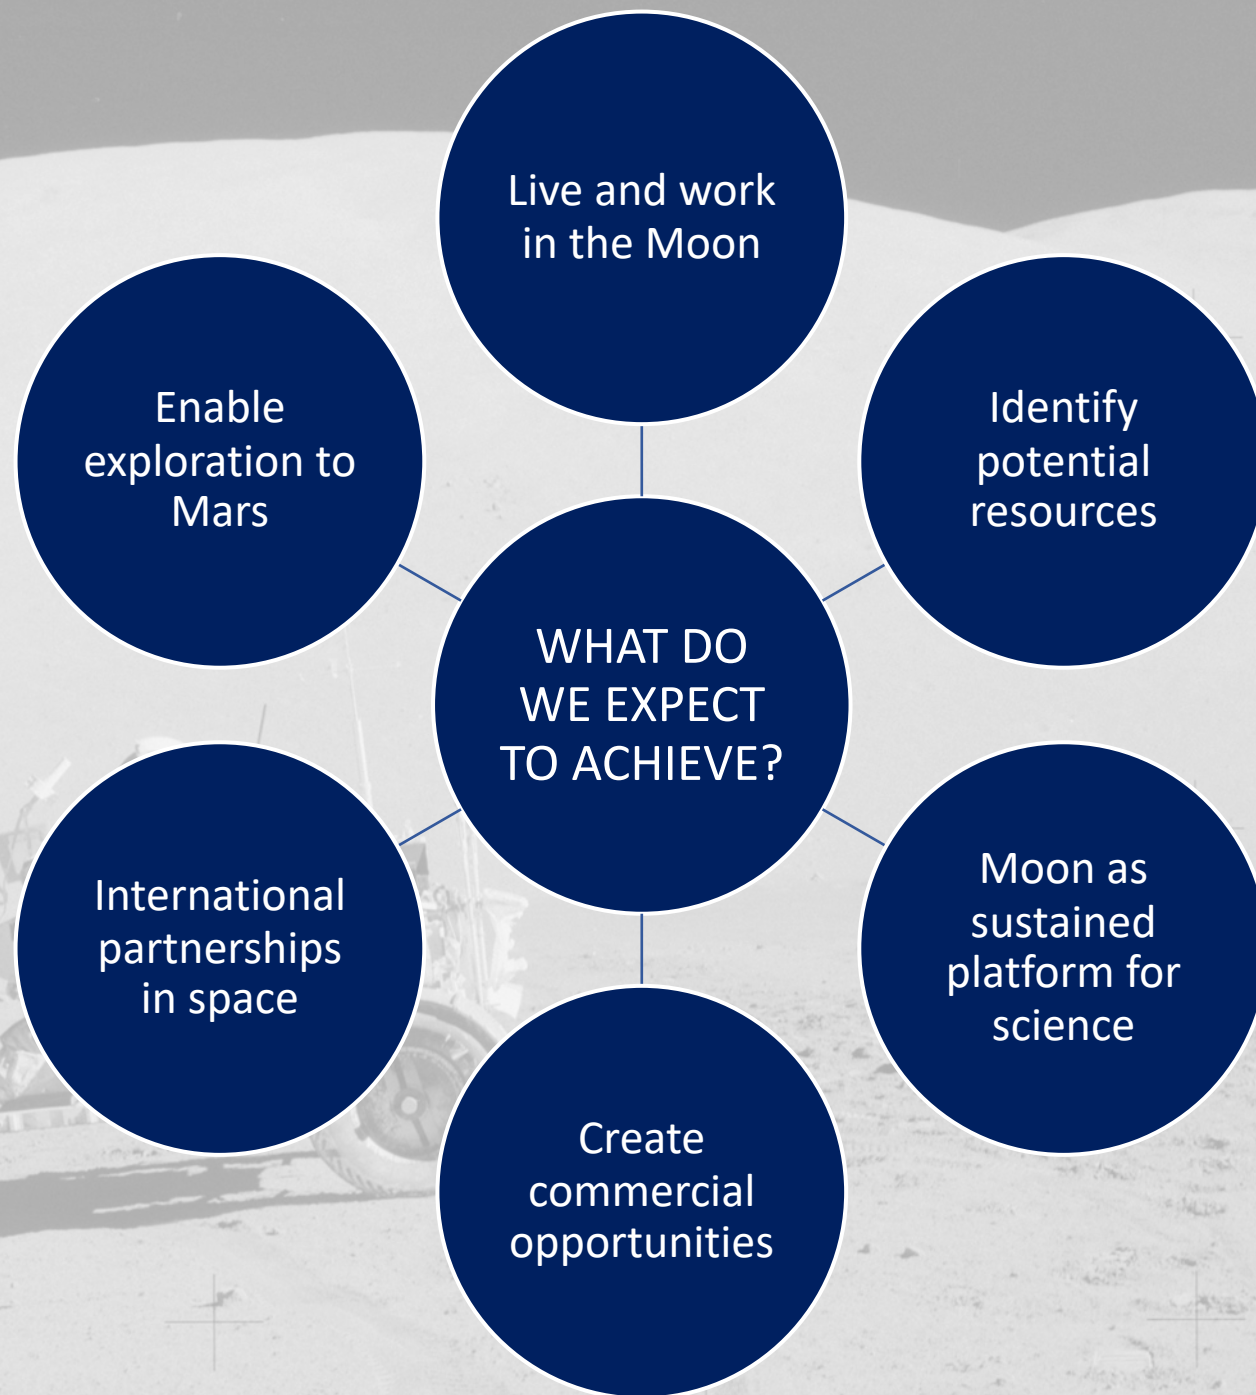 Live and work
in the Moon
Identify
potential
resources
Moon as
sustained
platform for
science
Create
commercial
opportunities
International
partnerships
in space
Enable
exploration to
Mars
WHAT DO
WE EXPECT
TO ACHIEVE?